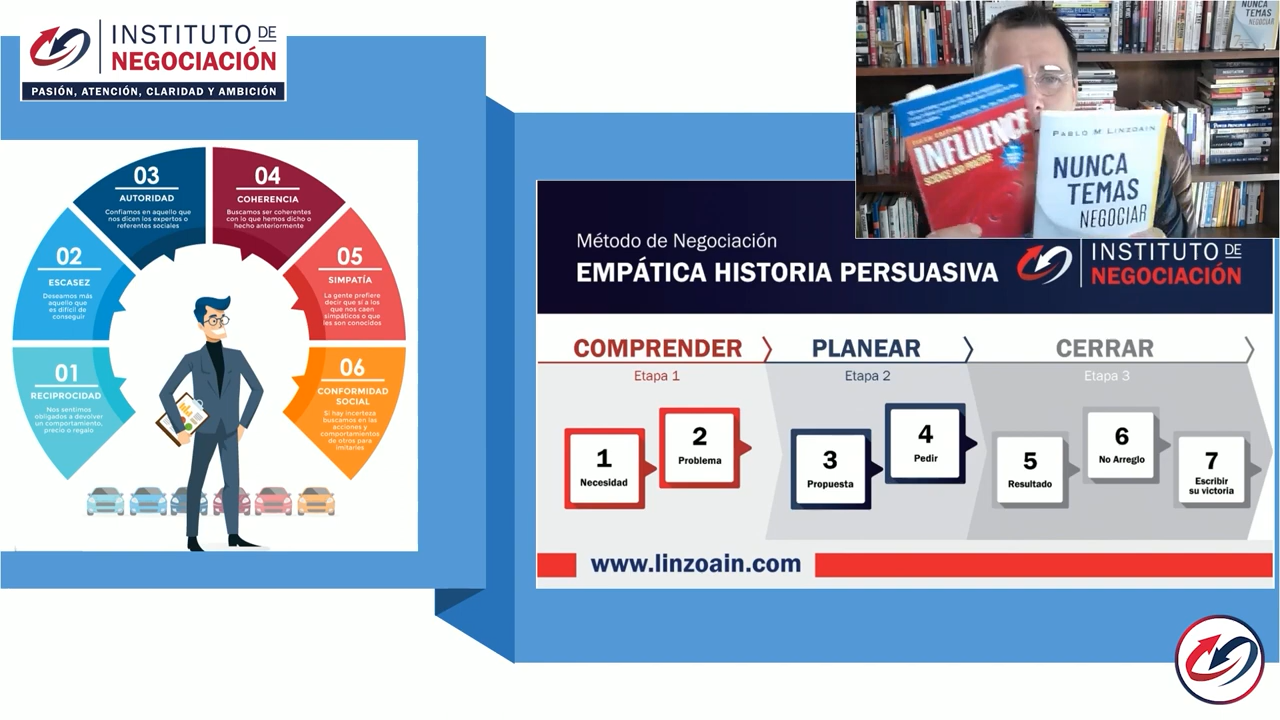 INSTITUTO DE
NEGOCIACIÓN
PASIÓN, ATENCIÓN, CLARIDAD Y AMBICIÓN
03
AUTORIDAD
Confiamos en aquello que
nos dicen los expertos o
referentes sociales
04
COHERENCIA
Buscamos ser coherentes
con lo que hemos dicho o
hecho anteriormente
02
ESCASEZ
Deseamos más
aquello que
es difícil de
conseguir
05
SIMPATÍA
La gente prefiere
decir que sí a los
que nos caen
simpáticos o que
les son conocidos
01
RECIPROCIDAD
Nos sentimos
obligados a devolver
un comportamiento,
precio o regalo
06
CONFORMIDAD
SOCIAL
Si hay incerteza
buscamos en las
acciones y
comportamientos
de otros para
imitarles
INFLUENCE
SCIENCE AND PRACTICE
PABLO M LINZOAIN
NUNCA
TEMAS
NEGOCIAR
Método de Negociación
EMPÁTICA HISTORIA PERSUASIVA
INSTITUTO DE
NEGOCIACIÓN
COMPRENDER
Etapa 1
PLANEAR
Etapa 2
CERRAR
Etapa 3
1
Necesidad
2
Problema
3
Propuesta
4
Pedir
5
Resultado
6
No Arreglo
7
Escribir
su victoria
www.linzoain.com